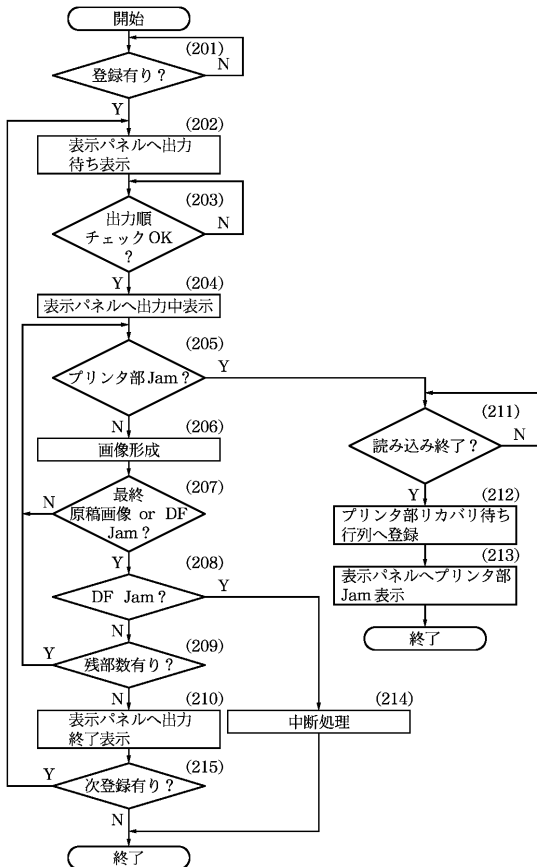 開始
(201)
登録有り？
N
Y
(202)
表示パネルへ出力
待ち表示
(203)
出力順
チェックOK
？
N
Y
(204)
表示パネルへ出力中表示
(205)
プリンタ部Jam？
Y
N
(206)
画像形成
(207)
最終
原稿画像 or DF
Jam？
N
Y
(208)
DF Jam？
Y
N
(209)
残部数有り？
Y
N
(210)
表示パネルへ出力
終了表示
(215)
次登録有り？
Y
N
終了
(211)
読み込み終了？
N
Y
(212)
プリンタ部リカバリ待ち
行列へ登録
(213)
表示パネルへプリンタ部
Jam表示
終了
(214)
中断処理